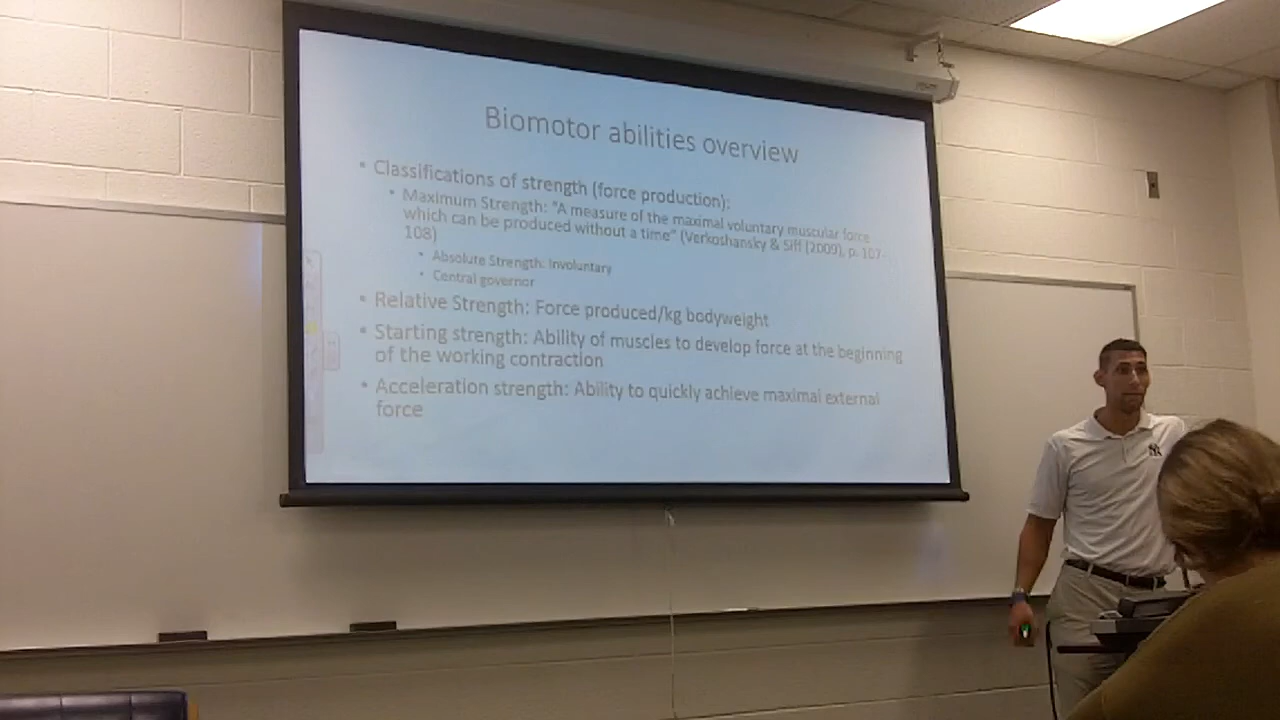 Biomotor abilities overview
• Classifications of strength (force production):
• Maximum Strength: "A measure of the maximal voluntary muscular force
which can be produced without a time" (Verkoshansky & Siff (2009), p. 107-
108)
• Absolute Strength: Involuntary
• Central governor
• Relative Strength: Force produced/kg bodyweight
• Starting strength: Ability of muscles to develop force at the beginning
of the working contraction
• Acceleration strength: Ability to quickly achieve maximal external
force
NY